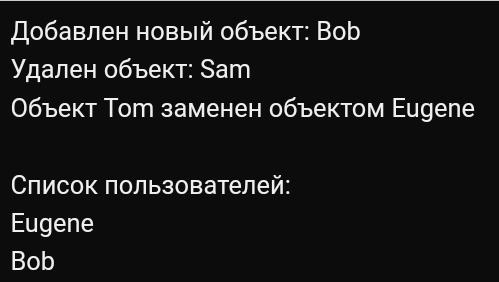 Добавлен новый объект: Bob
Удален объект: Sam
Объект Tom заменен объектом Eugene
Список пользователей:
Eugene
Bob